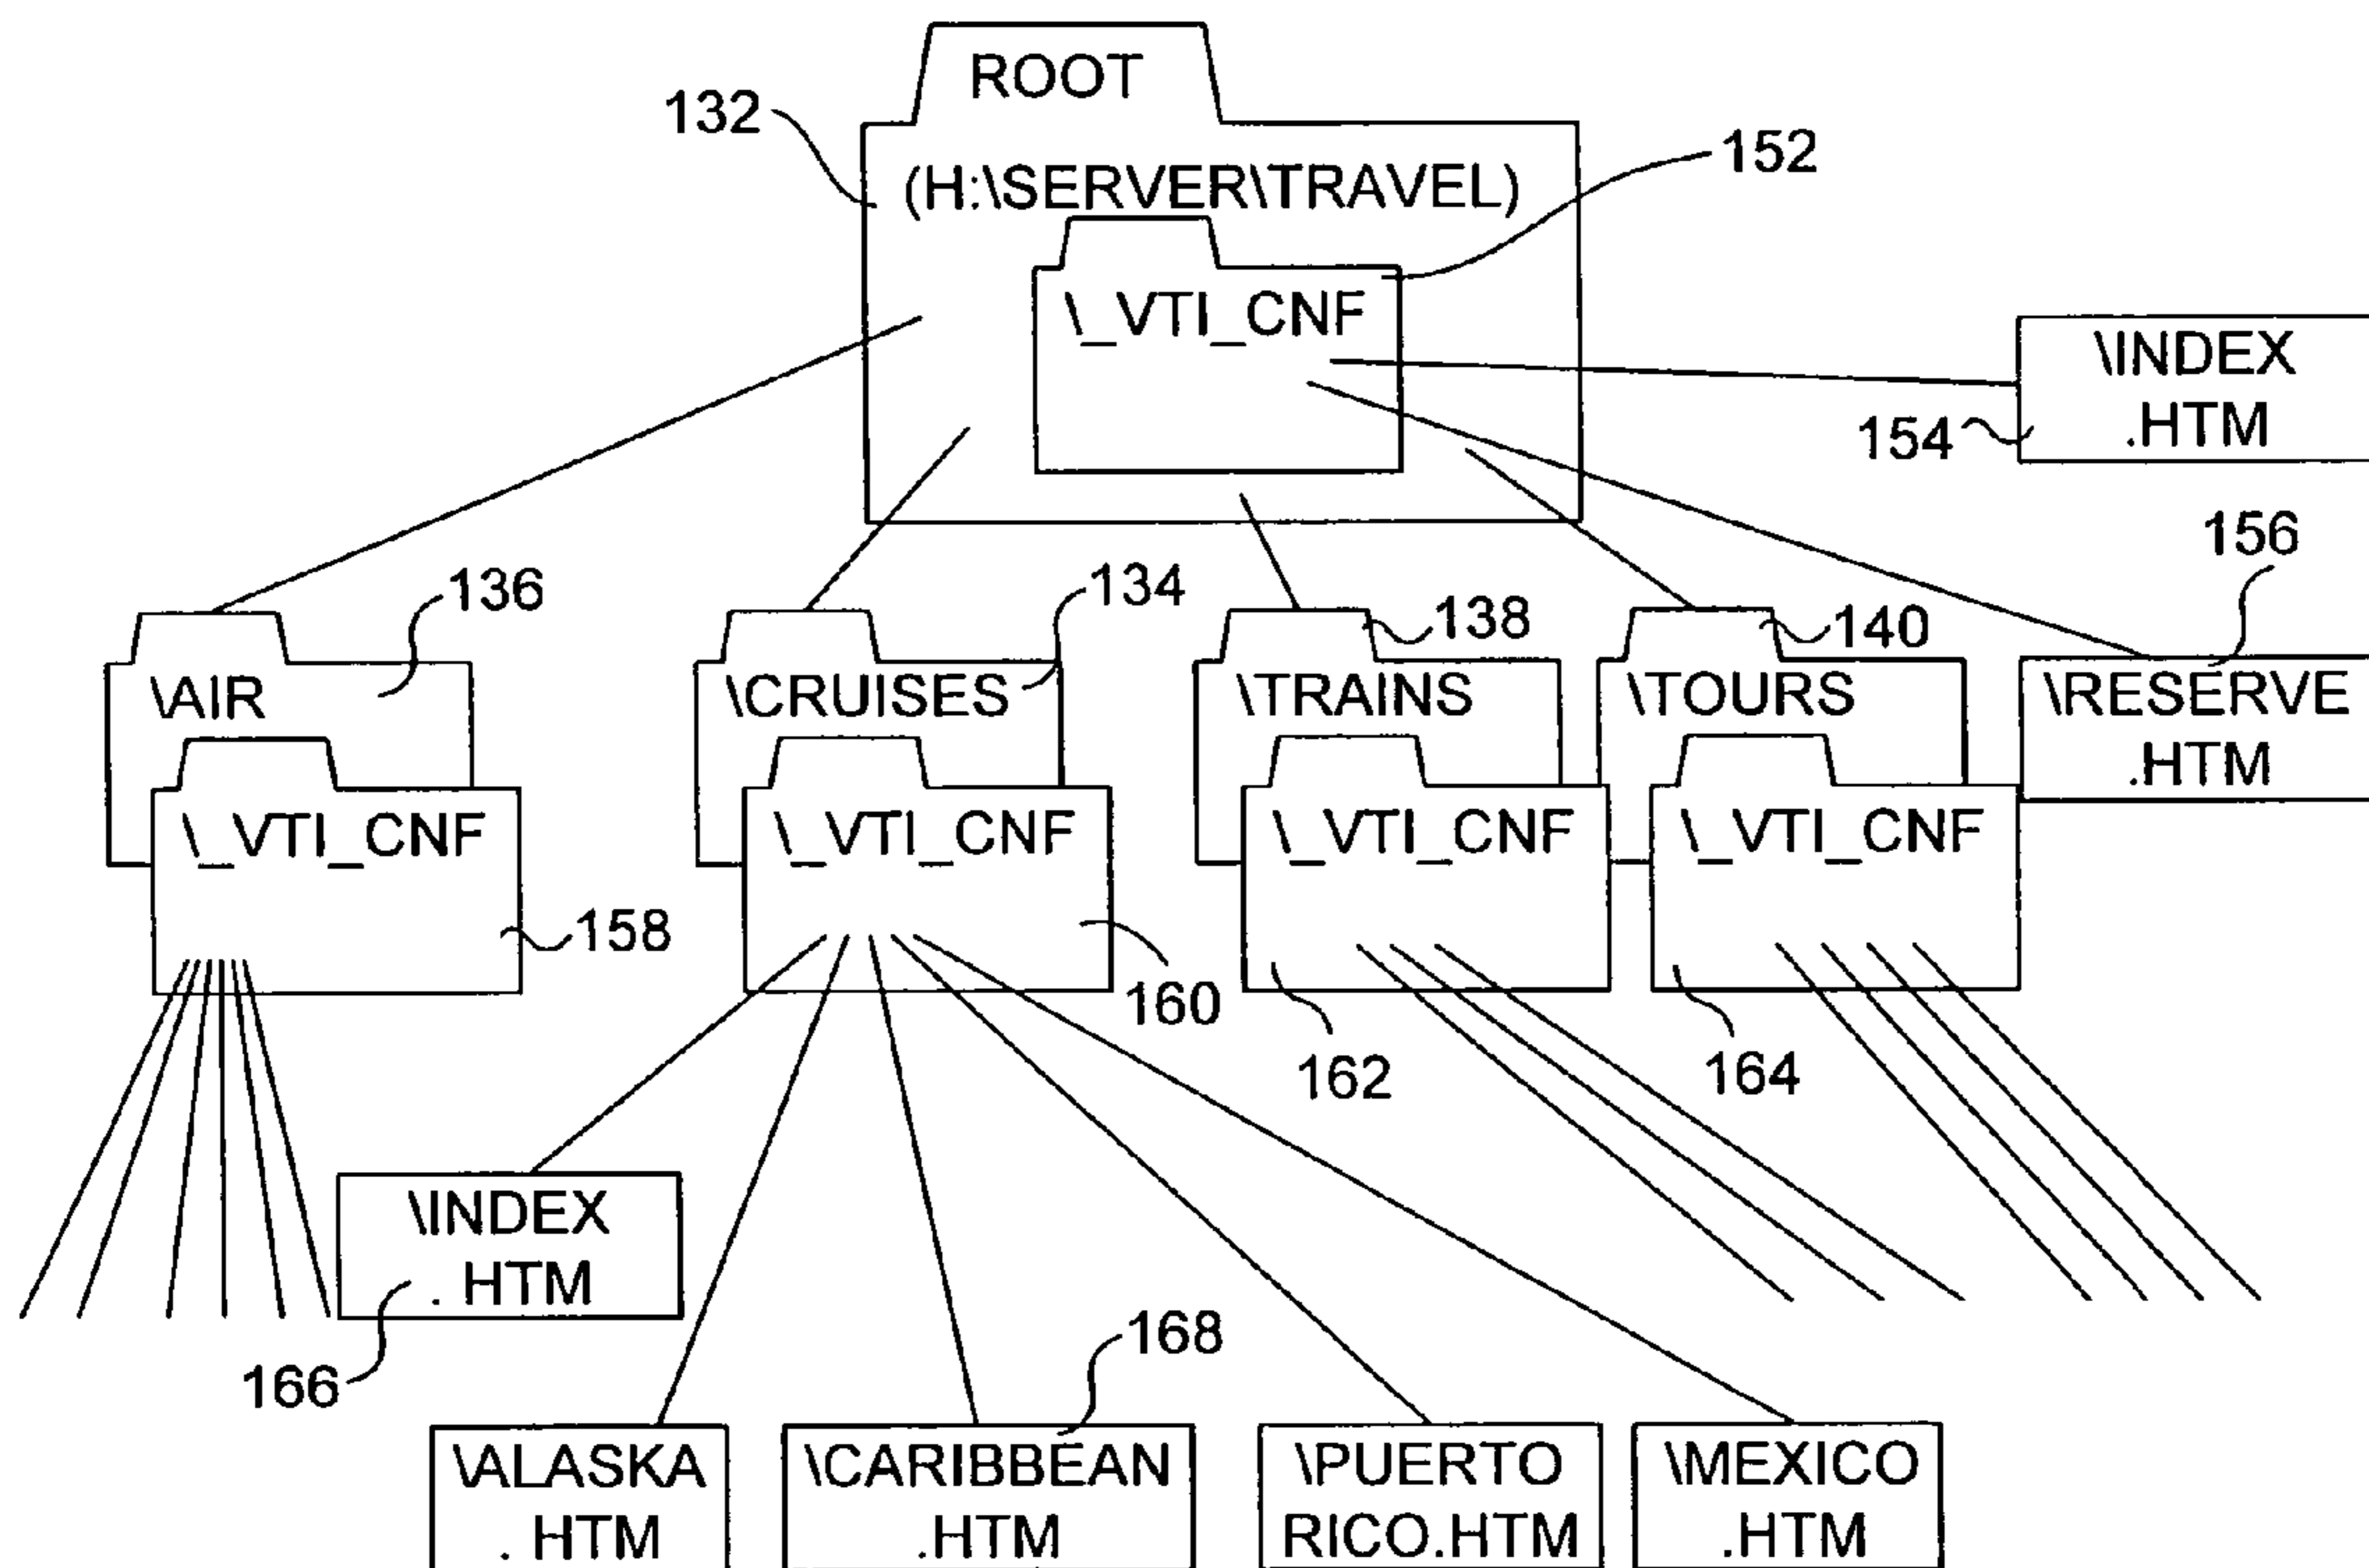 ROOT
132
(H:\SERVER\TRAVEL)
152
\_VTI_CNF
\INDEX
.HTM
154
156
136
134
138
140
\AIR
\CRUISES
\TRAINS
\TOURS
\RESERVE
.HTM
\_VTI_CNF
\_VTI_CNF
\_VTI_CNF
\_VTI_CNF
158
160
162
164
\INDEX
. HTM
166
168
\ALASKA
. HTM
\CARIBBEAN
.HTM
\PUERTO
RICO.HTM
\MEXICO
.HTM